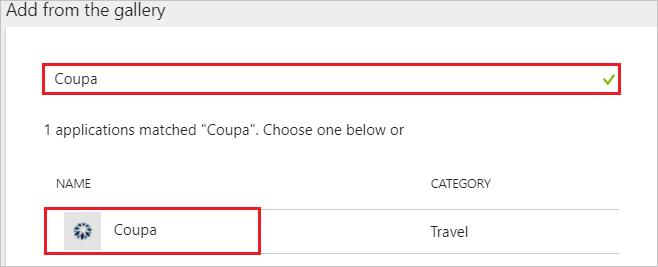 Add from the gallery
Coupa
1 applications matched "Coupa". Choose one below or
NAME CATEGORY
Coupa Travel